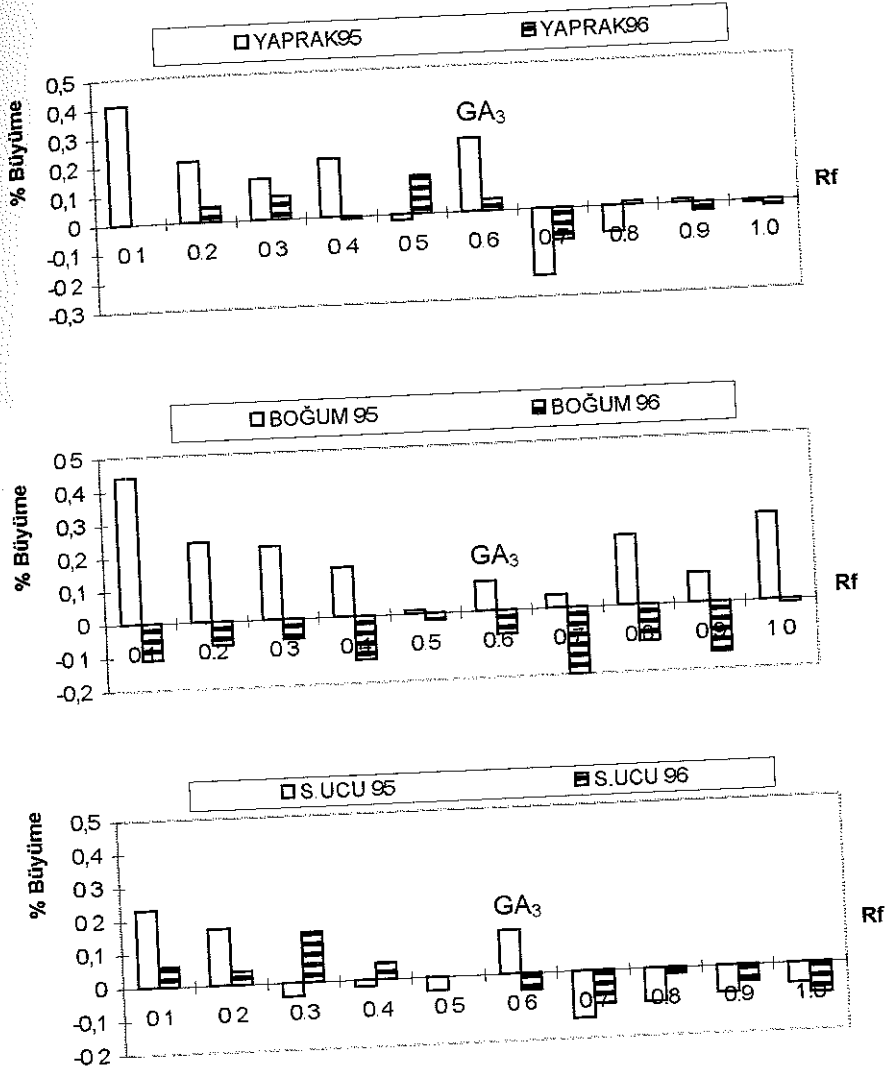 YAPRAK95 YAPRAK96
% Büyüme
0,5
0,4
0,3
0,2
0,1
0
-0,1
-0 2
-0,3
GA₃
Rf
0 1 0.2 0.3 0 4 0 5 0.6 0.7 0.8 0.9 1.0
BOĞUM 95 BOĞUM 96
% Büyüme
0 5
0,4
0,3
0,2
0,1
0
-0 1
-0,2
GA₃
Rf
0.1 0.2 0 3 0.4 0.5 0.6 0.7 0.8 0.9 1 0
S.UCU 95 S.UCU 96
% Büyüme
0,5
0,4
0 3
0 2
0,1
0
-0,1
-0 2
GA₃
Rf
0 1 0 2 0.3 0.4 0 5 0 6 0.7 0.8 0.9 1.0